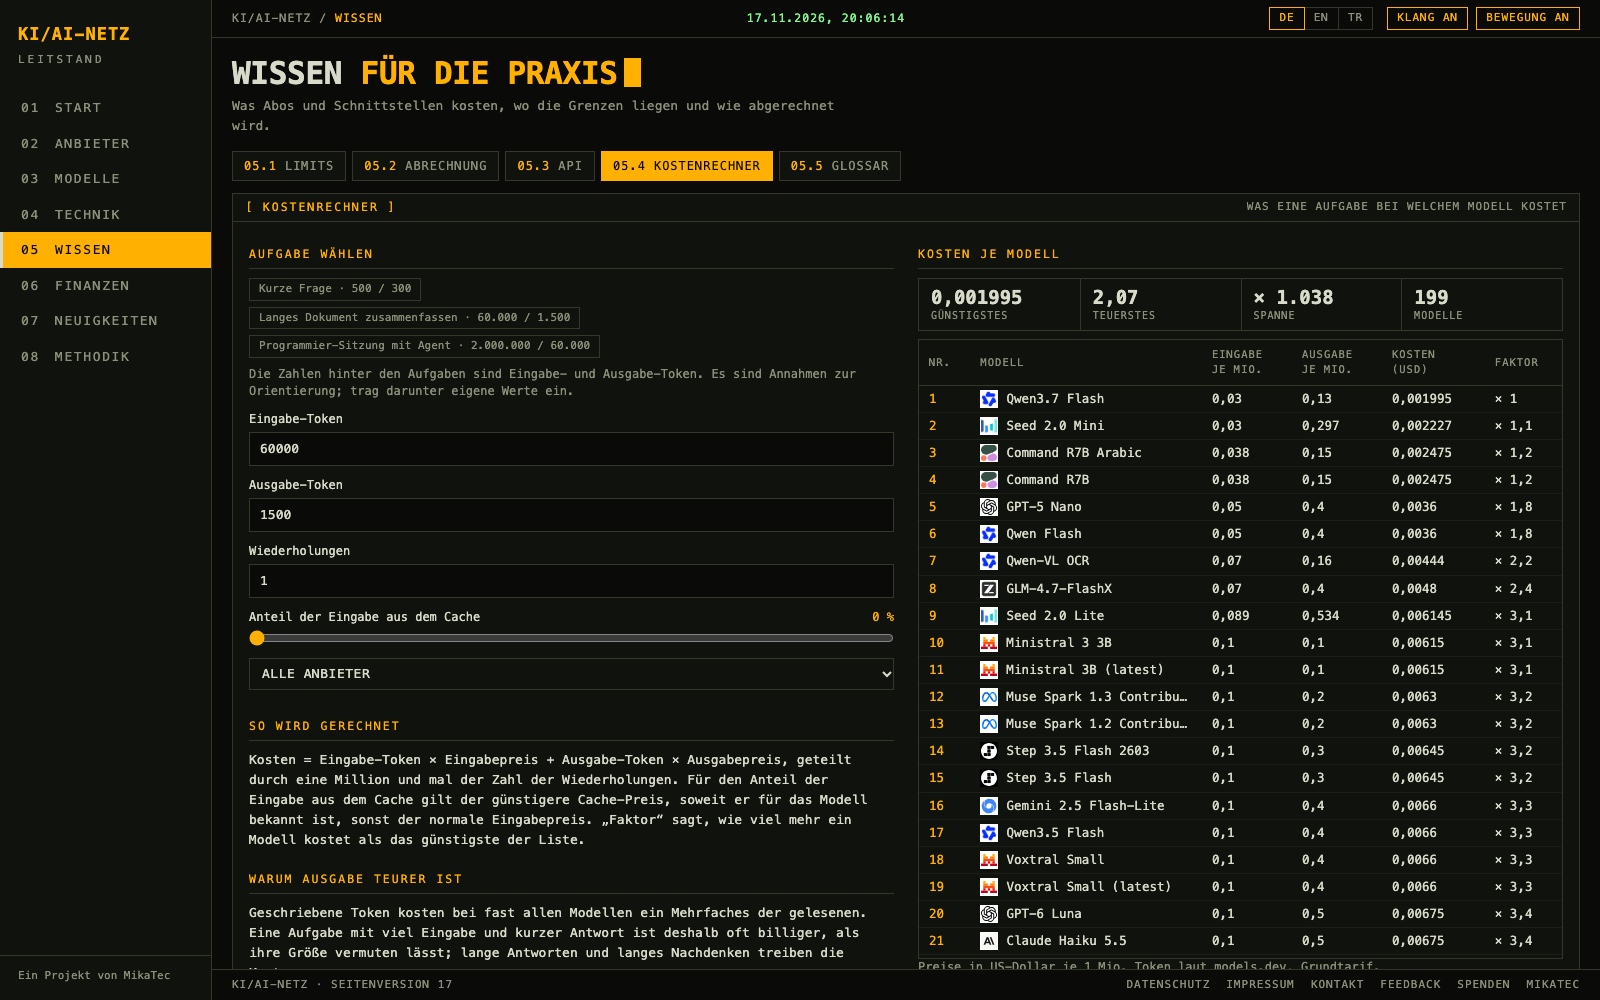 KI/AI-NETZ
LEITSTAND
01 START
02 ANBIETER
03 MODELLE
04 TECHNIK
05 WISSEN
06 FINANZEN
07 NEUIGKEITEN
08 METHODIK
Ein Projekt von MikaTec
KI/AI-NETZ / WISSEN
17.11.2026, 20:06:14
DE EN TR
KLANG AN
BEWEGUNG AN
WISSEN FÜR DIE PRAXIS
Was Abos und Schnittstellen kosten, wo die Grenzen liegen und wie abgerechnet
wird.
05.1 LIMITS
05.2 ABRECHNUNG
05.3 API
05.4 KOSTENRECHNER
05.5 GLOSSAR
[ KOSTENRECHNER ]
WAS EINE AUFGABE BEI WELCHEM MODELL KOSTET
AUFGABE WÄHLEN
Kurze Frage · 500 / 300
Langes Dokument zusammenfassen · 60.000 / 1.500
Programmier-Sitzung mit Agent · 2.000.000 / 60.000
Die Zahlen hinter den Aufgaben sind Eingabe- und Ausgabe-Token. Es sind Annahmen zur
Orientierung; trag darunter eigene Werte ein.
Eingabe-Token
60000
Ausgabe-Token
1500
Wiederholungen
1
Anteil der Eingabe aus dem Cache 0 %
ALLE ANBIETER
SO WIRD GERECHNET
Kosten = Eingabe-Token × Eingabepreis + Ausgabe-Token × Ausgabepreis, geteilt
durch eine Million und mal der Zahl der Wiederholungen. Für den Anteil der
Eingabe aus dem Cache gilt der günstigere Cache-Preis, soweit er für das Modell
bekannt ist, sonst der normale Eingabepreis. „Faktor“ sagt, wie viel mehr ein
Modell kostet als das günstigste der Liste.
WARUM AUSGABE TEURER IST
Geschriebene Token kosten bei fast allen Modellen ein Mehrfaches der gelesenen.
Eine Aufgabe mit viel Eingabe und kurzer Antwort ist deshalb oft billiger, als
ihre Größe vermuten lässt; lange Antworten und langes Nachdenken treiben die
KOSTEN JE MODELL
0,001995 GÜNSTIGSTES
2,07 TEUERSTES
× 1.038 SPANNE
199 MODELLE
NR. MODELL EINGABE JE MIO. AUSGABE JE MIO. KOSTEN (USD) FAKTOR
1 Qwen3.7 Flash 0,03 0,13 0,001995 × 1
2 Seed 2.0 Mini 0,03 0,297 0,002227 × 1,1
3 Command R7B Arabic 0,038 0,15 0,002475 × 1,2
4 Command R7B 0,038 0,15 0,002475 × 1,2
5 GPT-5 Nano 0,05 0,4 0,0036 × 1,8
6 Qwen Flash 0,05 0,4 0,0036 × 1,8
7 Qwen-VL OCR 0,07 0,16 0,00444 × 2,2
8 GLM-4.7-FlashX 0,07 0,4 0,0048 × 2,4
9 Seed 2.0 Lite 0,089 0,534 0,006145 × 3,1
10 Ministral 3 3B 0,1 0,1 0,00615 × 3,1
11 Ministral 3B (latest) 0,1 0,1 0,00615 × 3,1
12 Muse Spark 1.3 Contribu… 0,1 0,2 0,0063 × 3,2
13 Muse Spark 1.2 Contribu… 0,1 0,2 0,0063 × 3,2
14 Step 3.5 Flash 2603 0,1 0,3 0,00645 × 3,2
15 Step 3.5 Flash 0,1 0,3 0,00645 × 3,2
16 Gemini 2.5 Flash-Lite 0,1 0,4 0,0066 × 3,3
17 Qwen3.5 Flash 0,1 0,4 0,0066 × 3,3
18 Voxtral Small 0,1 0,4 0,0066 × 3,3
19 Voxtral Small (latest) 0,1 0,4 0,0066 × 3,3
20 GPT-6 Luna 0,1 0,5 0,00675 × 3,4
21 Claude Haiku 5.5 0,1 0,5 0,00675 × 3,4
Preise in US-Dollar je 1 Mio. Token laut models.dev, Grundtarif.
KI/AI-NETZ · SEITENVERSION 17
DATENSCHUTZ IMPRESSUM KONTAKT FEEDBACK SPENDEN MIKATEC